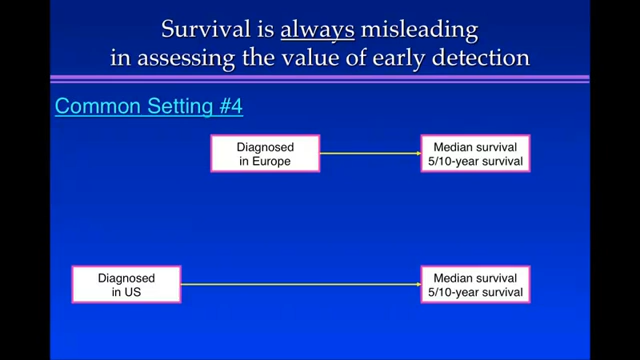 Survival is always misleading
in assessing the value of early detection
Common Setting #4
Diagnosed
in Europe
Median survival
5/10-year survival
Diagnosed
in US
Median survival
5/10-year survival